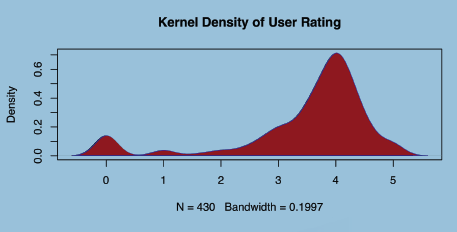 Kernel Density of User Rating
Density
0.0 0.2 0.4 0.6
0 1 2 3 4 5
N = 430 Bandwidth = 0.1997